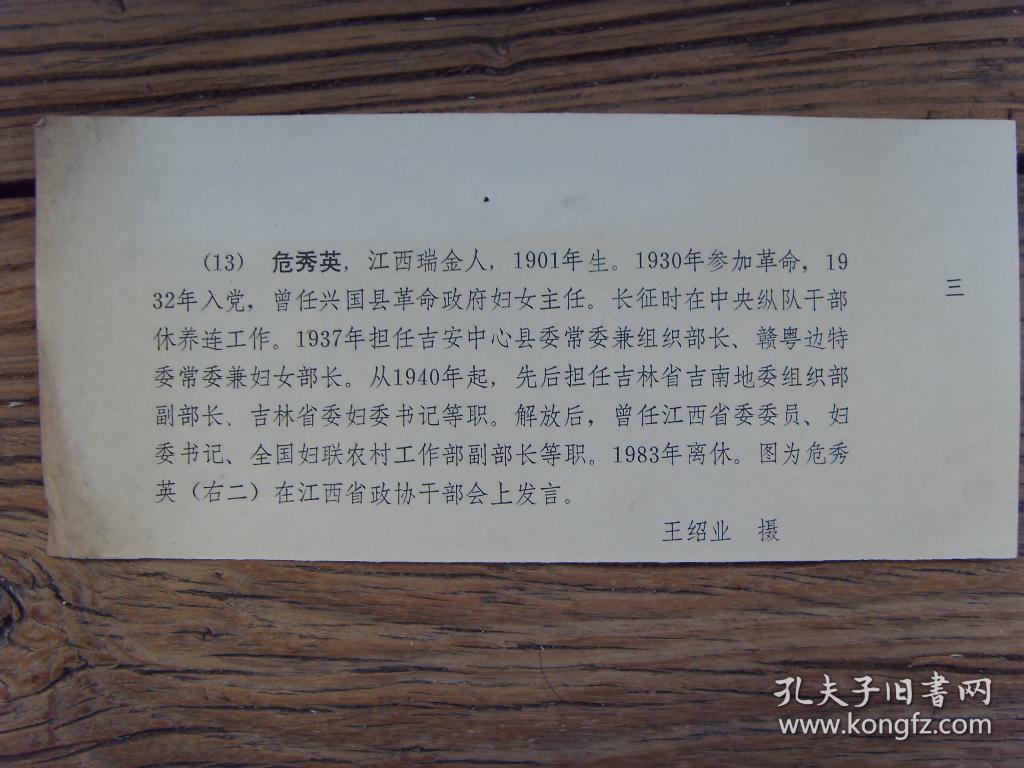 (13) 危秀英，江西瑞金人，1901年生。1930年参加革命，19
32年入党，曾任兴国县革命政府妇女主任。长征时在中央纵队干部
休养连工作。1937年担任吉安中心县委常委兼组织部长、赣粤边特
委常委兼妇女部长。从1940年起，先后担任吉林省吉南地委组织部
副部长、吉林省委妇委书记等职。解放后，曾任江西省委委员、妇
委书记、全国妇联农村工作部副部长等职。1983年离休。图为危秀
英（右二）在江西省政协干部会上发言。
王绍业 摄
三
孔夫子旧书网
www.kongfz.com